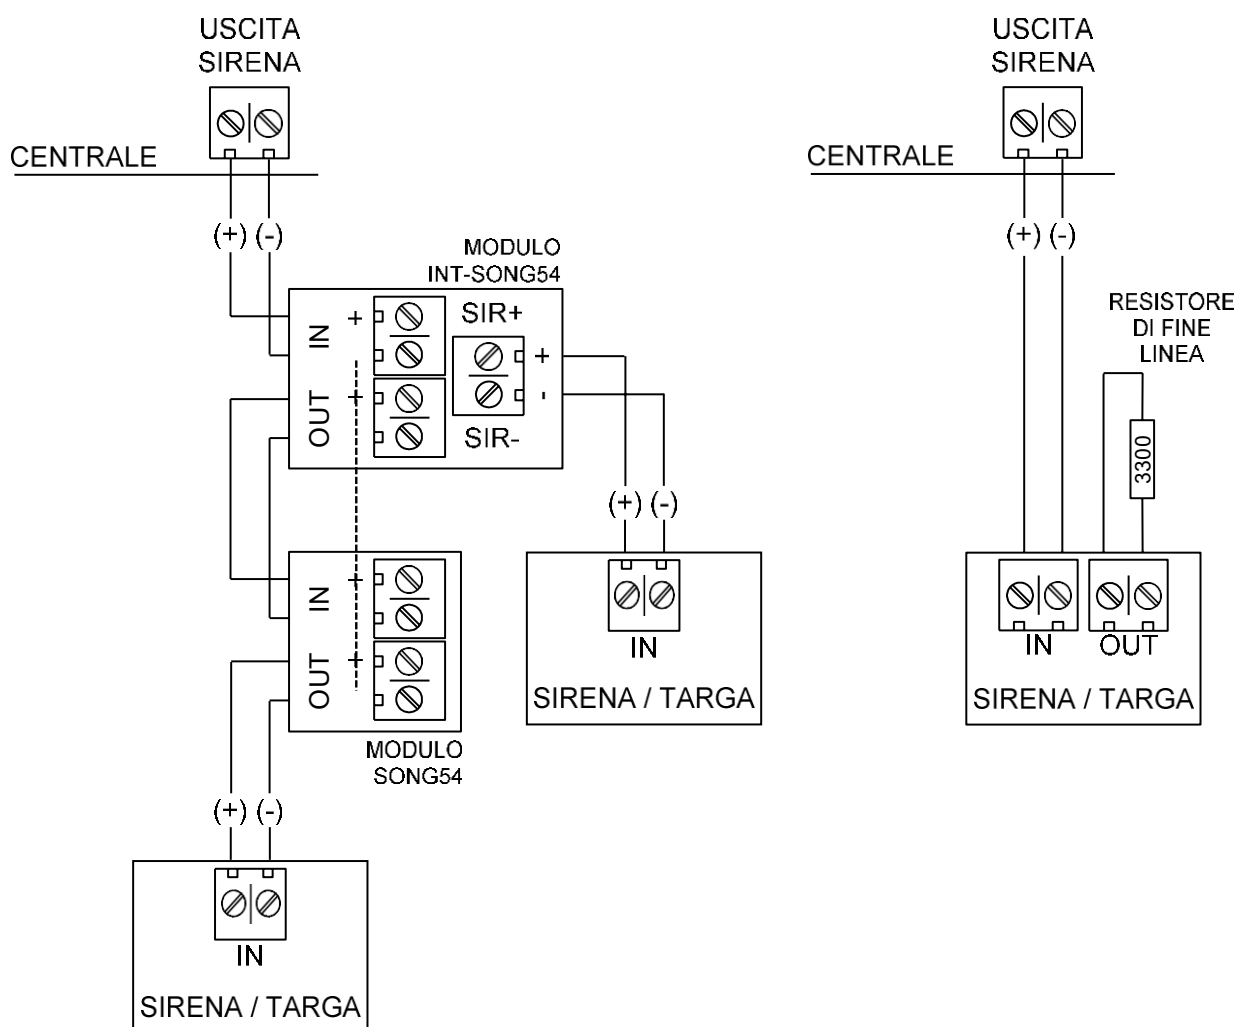 USCITA
SIRENA
CENTRALE
(+) (-)
MODULO
INT-SONG54
IN
+
SIR+
+
OUT
+
-
SIR-
(+) (-)
IN
+
OUT
+
MODULO
SONG54
IN
SIRENA / TARGA
(+) (-)
IN
SIRENA / TARGA
USCITA
SIRENA
CENTRALE
(+) (-)
RESISTORE
DI FINE
LINEA
3300
IN OUT
SIRENA / TARGA